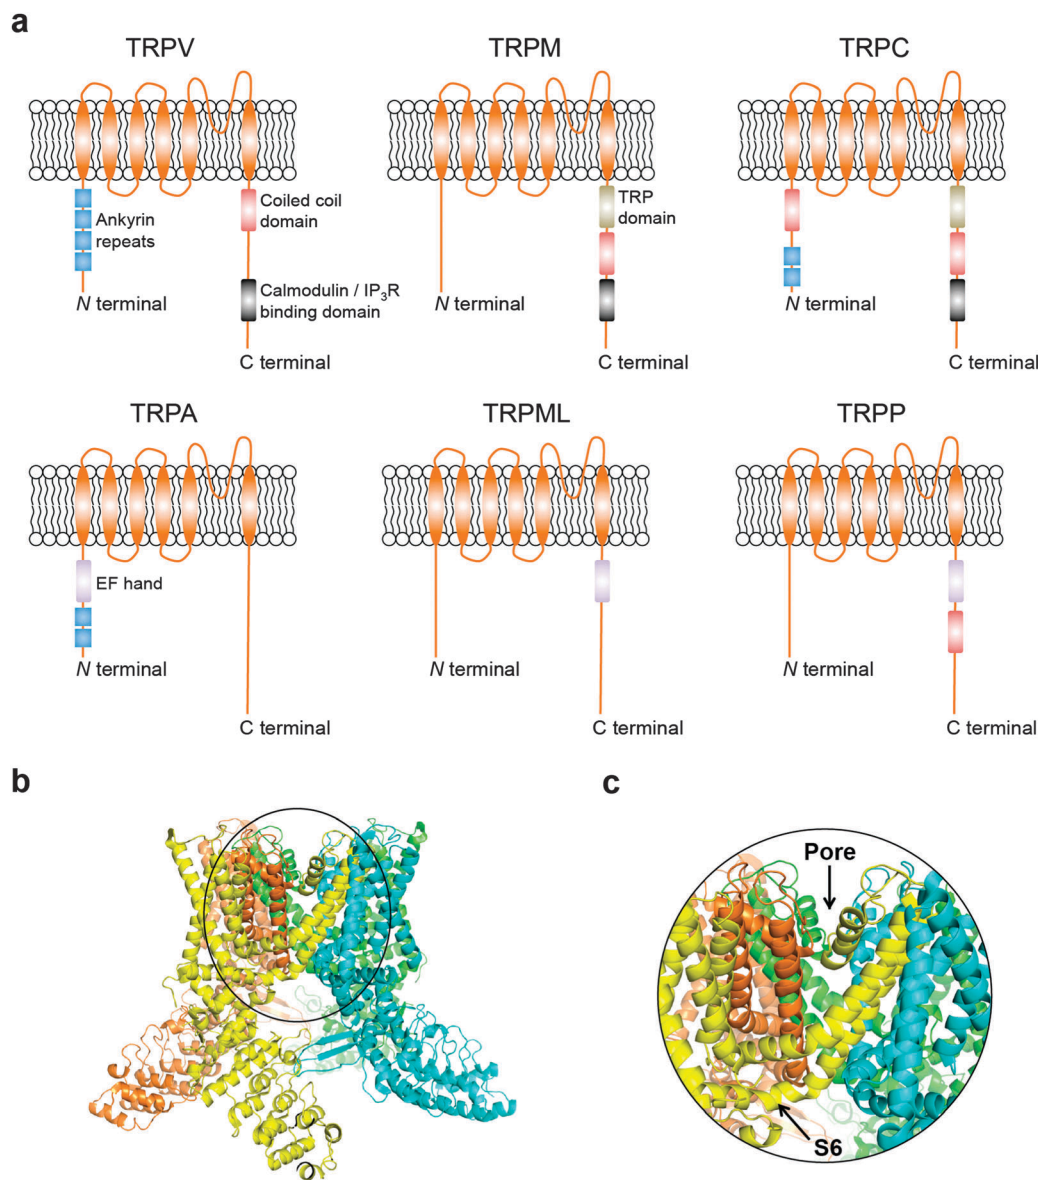 a
TRPV
TRPM
TRPC
Ankyrin
repeats
Coiled coil
domain
TRP
domain
N terminal
Calmodulin / IP₃R
binding domain
N terminal
N terminal
C terminal
C terminal
C terminal
TRPA
TRPML
TRPP
EF hand
N terminal
N terminal
N terminal
C terminal
C terminal
C terminal
b
c
Pore
S6